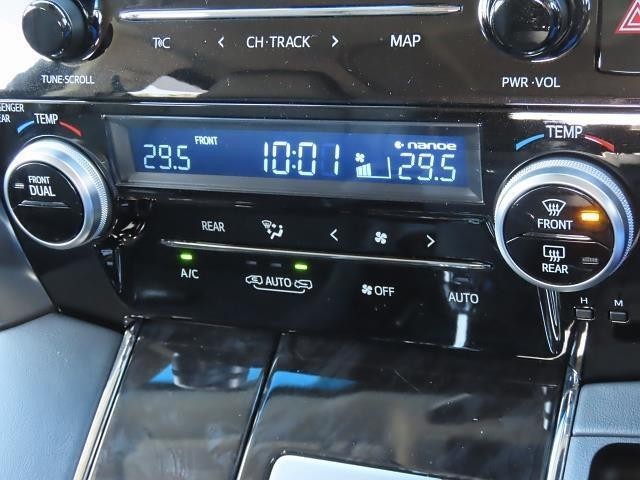 T C
CH·TRACK
MAP
TUNE·SCROLL
PWR·VOL
TEMP
TEMP
FRONT
29.5
10:01
nanoe
29.5
FRONT
DUAL
FRONT
REAR
REAR
A/C
AUTO
OFF
AUTO
H
M